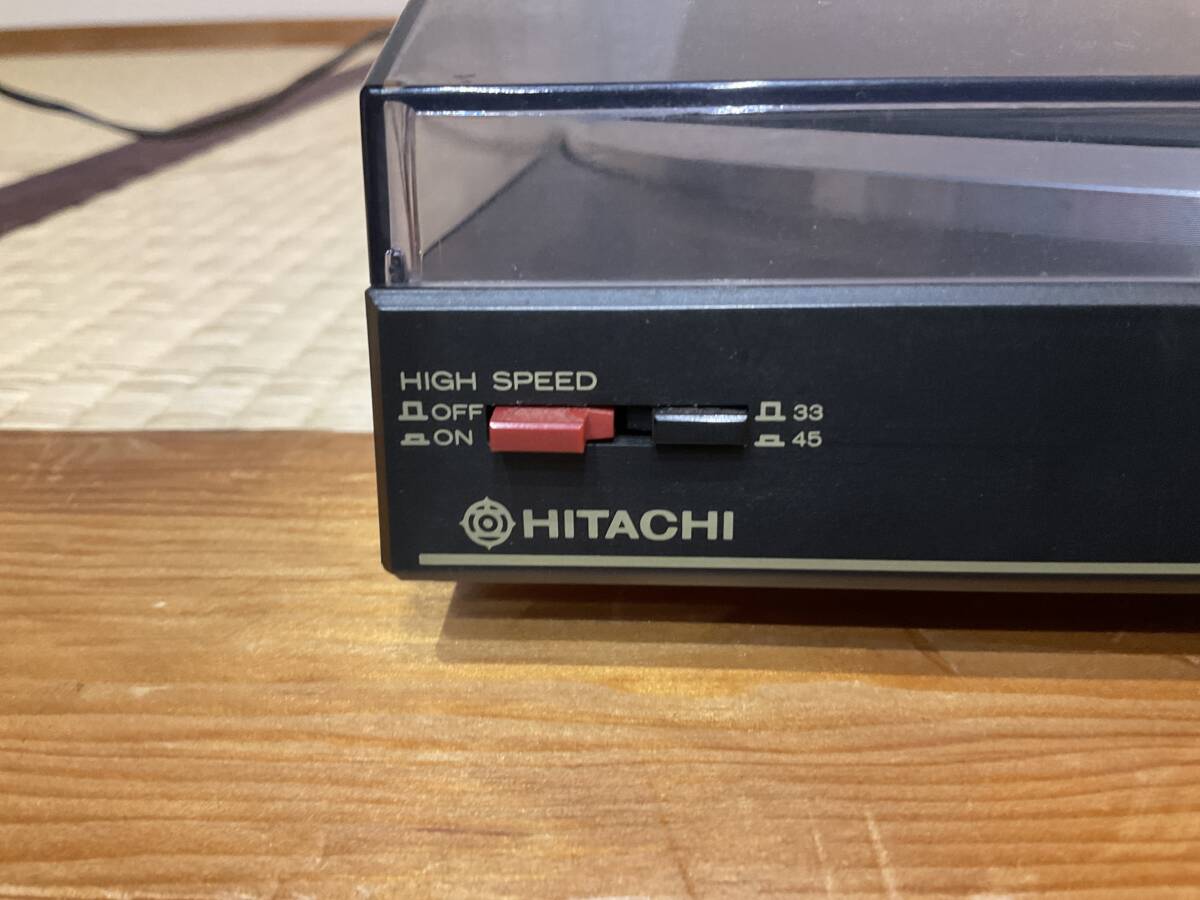 HIGH SPEED
OFF 33
ON 45
HITACHI